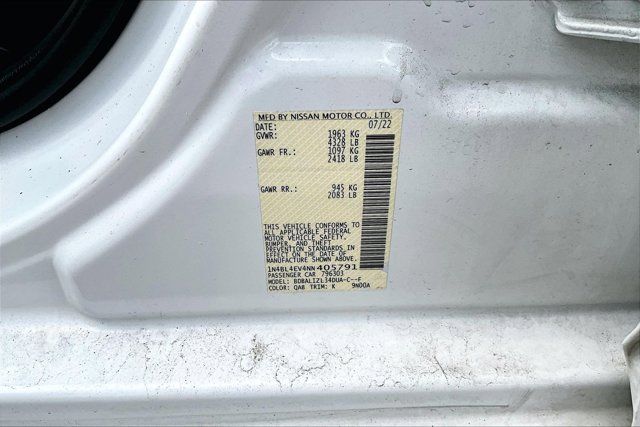 MFD BY NISSAN MOTOR CO., LTD.
DATE: 07/22
GVWR: 1963 KG
4328 LB
GAWR FR.: 1097 KG
2418 LB
GAWR RR.: 945 KG
2083 LB
THIS VEHICLE CONFORMS TO
ALL APPLICABLE FEDERAL
MOTOR VEHICLE SAFETY,
BUMPER, AND THEFT
PREVENTION STANDARDS
IN EFFECT ON THE DATE OF
MANUFACTURE SHOWN ABOVE.
1N4BL4EV4NN405791
PASSENGER CAR 796303
MODEL: BDBALIZL34DUA-C--F
COLOR: QAB TRIM: K 9N00A